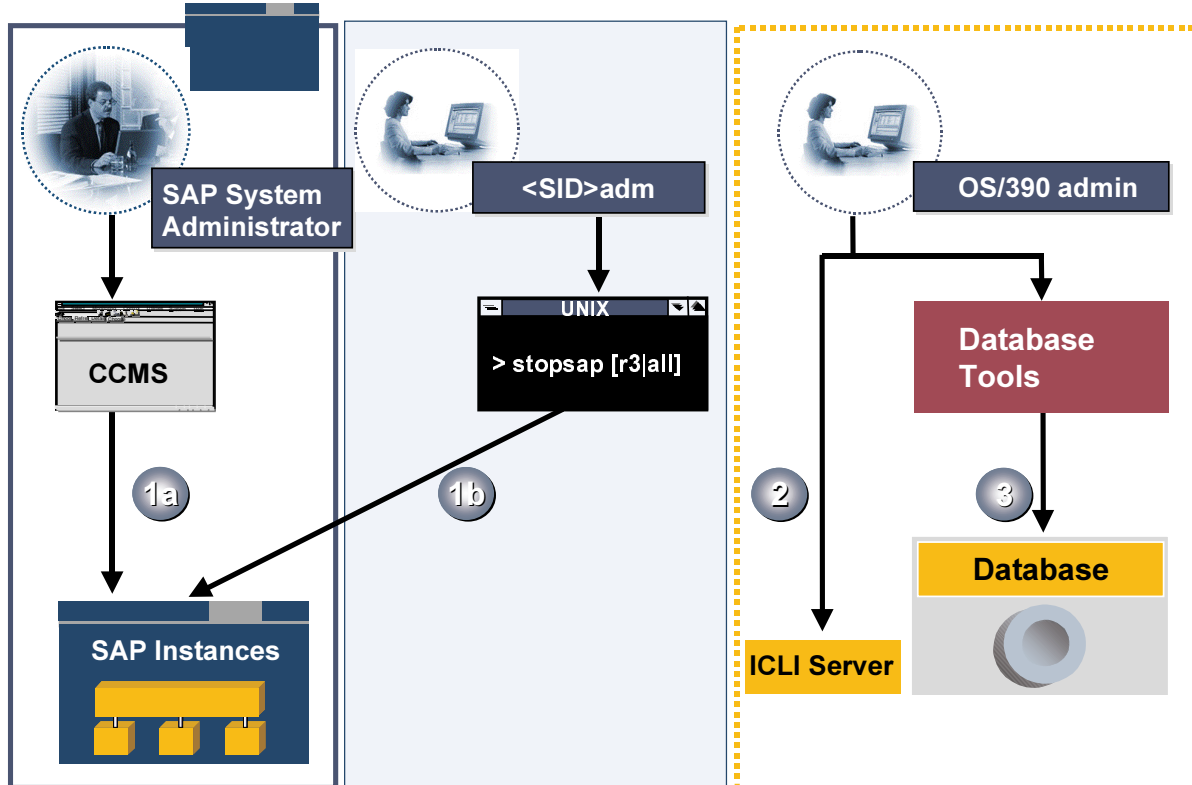 SAP System
Administrator
<SID>adm
OS/390 admin
CCMS
UNIX
> stopsap [r3|all]
Database
Tools
1a
1b
2
3
SAP Instances
ICLI Server
Database